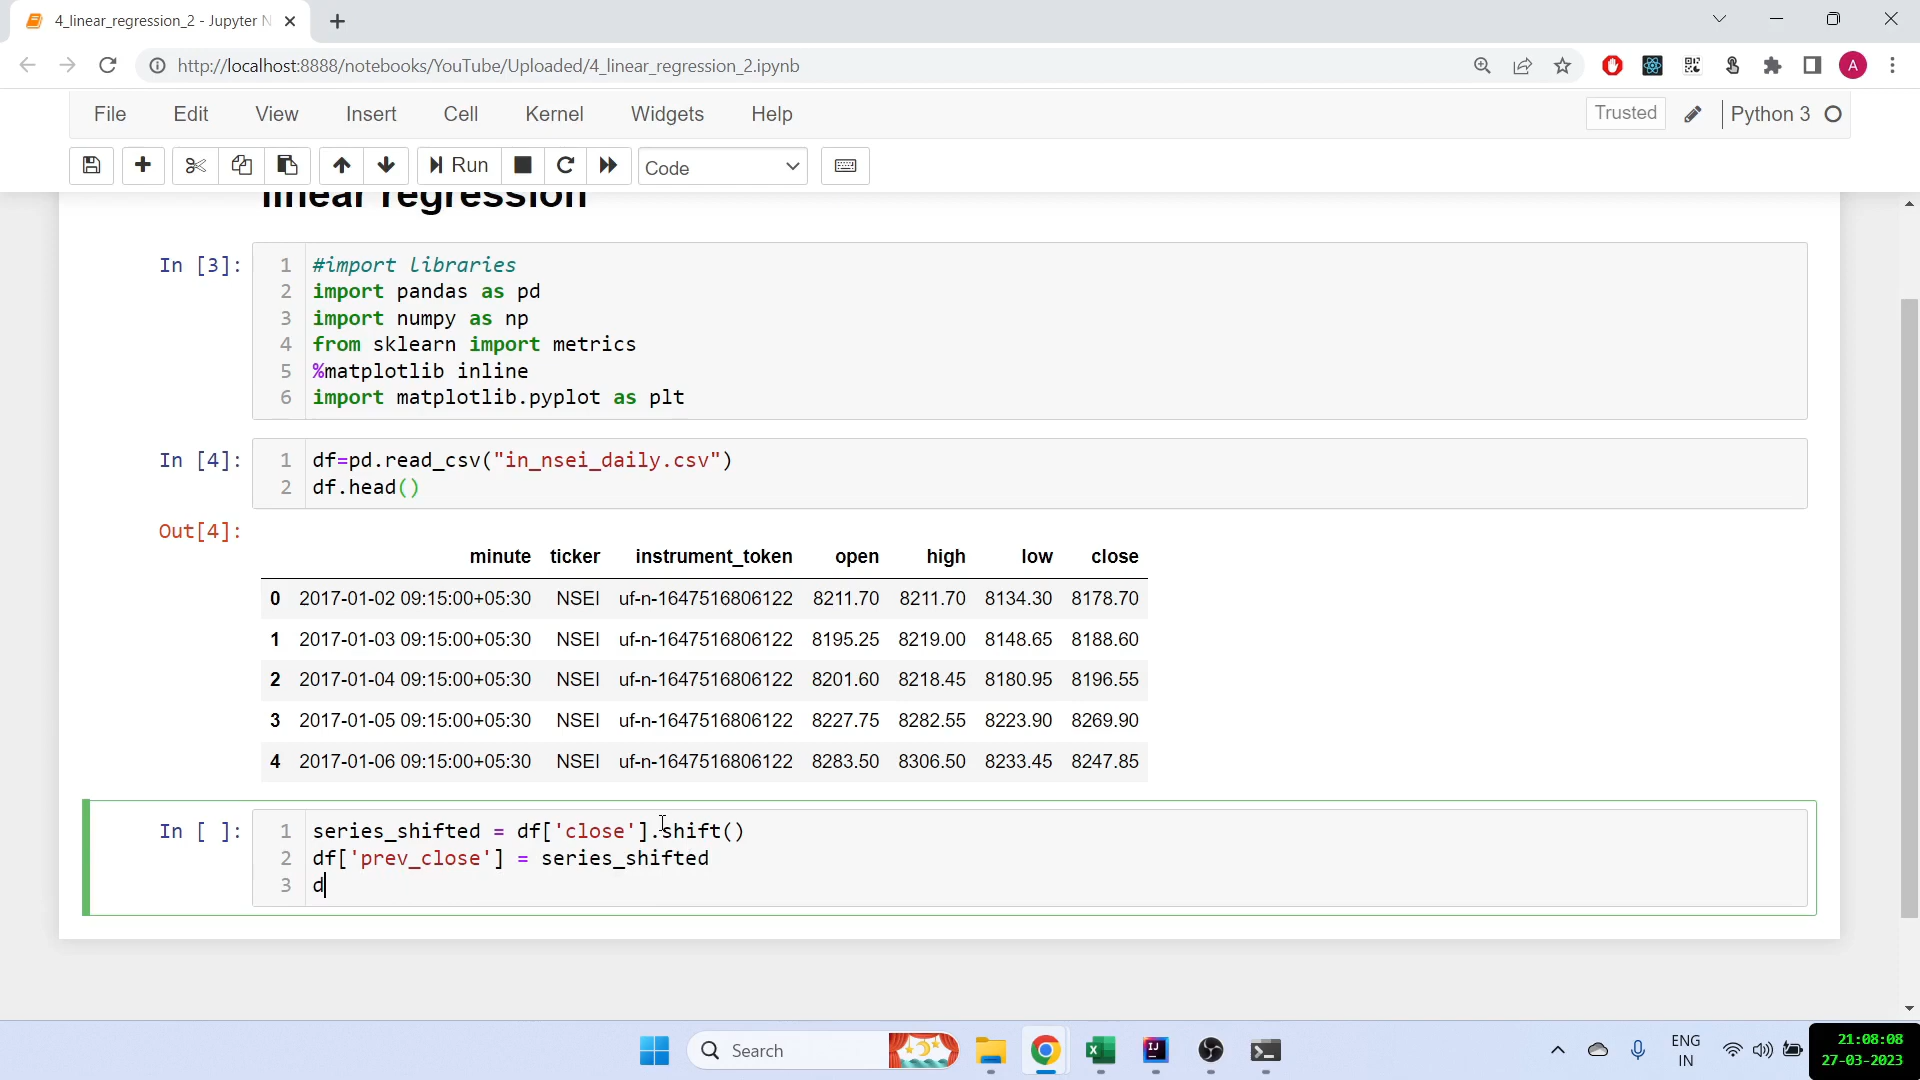 4_linear_regression_2 - Jupyter N
http://localhost:8888/notebooks/YouTube/Uploaded/4_linear_regression_2.ipynb
A
File Edit View Insert Cell Kernel Widgets Help Trusted Python 3
Run Code
linear regression
In [3]:
1 #import libraries
2 import pandas as pd
3 import numpy as np
4 from sklearn import metrics
5 %matplotlib inline
6 import matplotlib.pyplot as plt
In [4]:
1 df=pd.read_csv("in_nsei_daily.csv")
2 df.head()
Out[4]:
minute ticker instrument_token open high low close
0 2017-01-02 09:15:00+05:30 NSEI uf-n-1647516806122 8211.70 8211.70 8134.30 8178.70
1 2017-01-03 09:15:00+05:30 NSEI uf-n-1647516806122 8195.25 8219.00 8148.65 8188.60
2 2017-01-04 09:15:00+05:30 NSEI uf-n-1647516806122 8201.60 8218.45 8180.95 8196.55
3 2017-01-05 09:15:00+05:30 NSEI uf-n-1647516806122 8227.75 8282.55 8223.90 8269.90
4 2017-01-06 09:15:00+05:30 NSEI uf-n-1647516806122 8283.50 8306.50 8233.45 8247.85
In [ ]:
1 series_shifted = df['close'].shift()
2 df['prev_close'] = series_shifted
3 d
Search
IJ
ENG
IN
21:08:08
27-03-2023